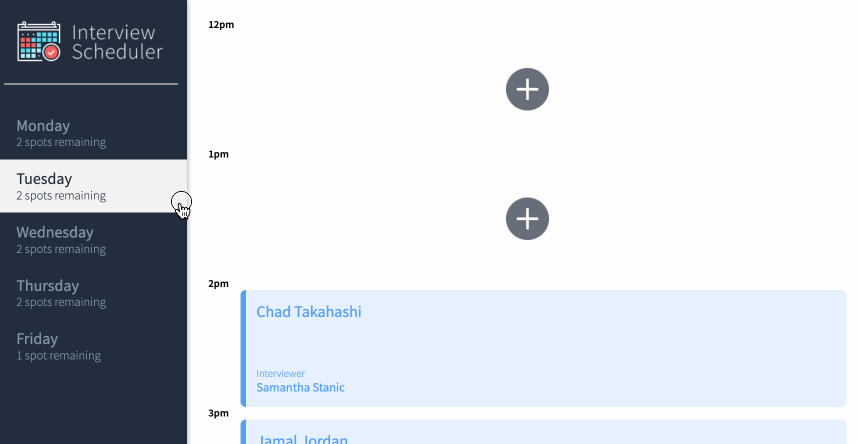 Interview
Scheduler
Monday
2 spots remaining
Tuesday
2 spots remaining
Wednesday
2 spots remaining
Thursday
2 spots remaining
Friday
1 spot remaining
12pm
1pm
2pm
Chad Takahashi
Interviewer
Samantha Stanic
3pm
Jamal Jordan